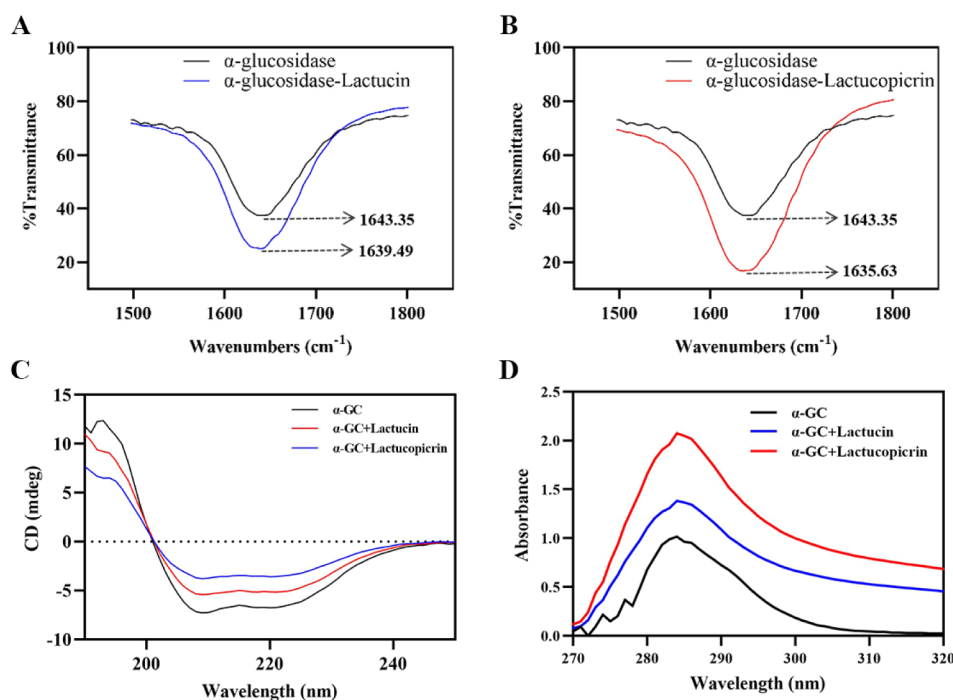 A
100
80
60
40
20
%Transmittance
α-glucosidase
α-glucosidase-Lactucin
1643.35
1639.49
1500 1600 1700 1800
Wavenumbers (cm⁻¹)
B
100
80
60
40
20
%Transmittance
α-glucosidase
α-glucosidase-Lactucopicrin
1643.35
1635.63
1500 1600 1700 1800
Wavenumbers (cm⁻¹)
C
15
10
5
0
-5
-10
CD (mdeg)
α-GC
α-GC+Lactucin
α-GC+Lactucopicrin
200 220 240
Wavelength (nm)
D
2.5
2.0
1.5
1.0
0.5
0.0
Absorbance
α-GC
α-GC+Lactucin
α-GC+Lactucopicrin
270 280 290 300 310 320
Wavelength (nm)